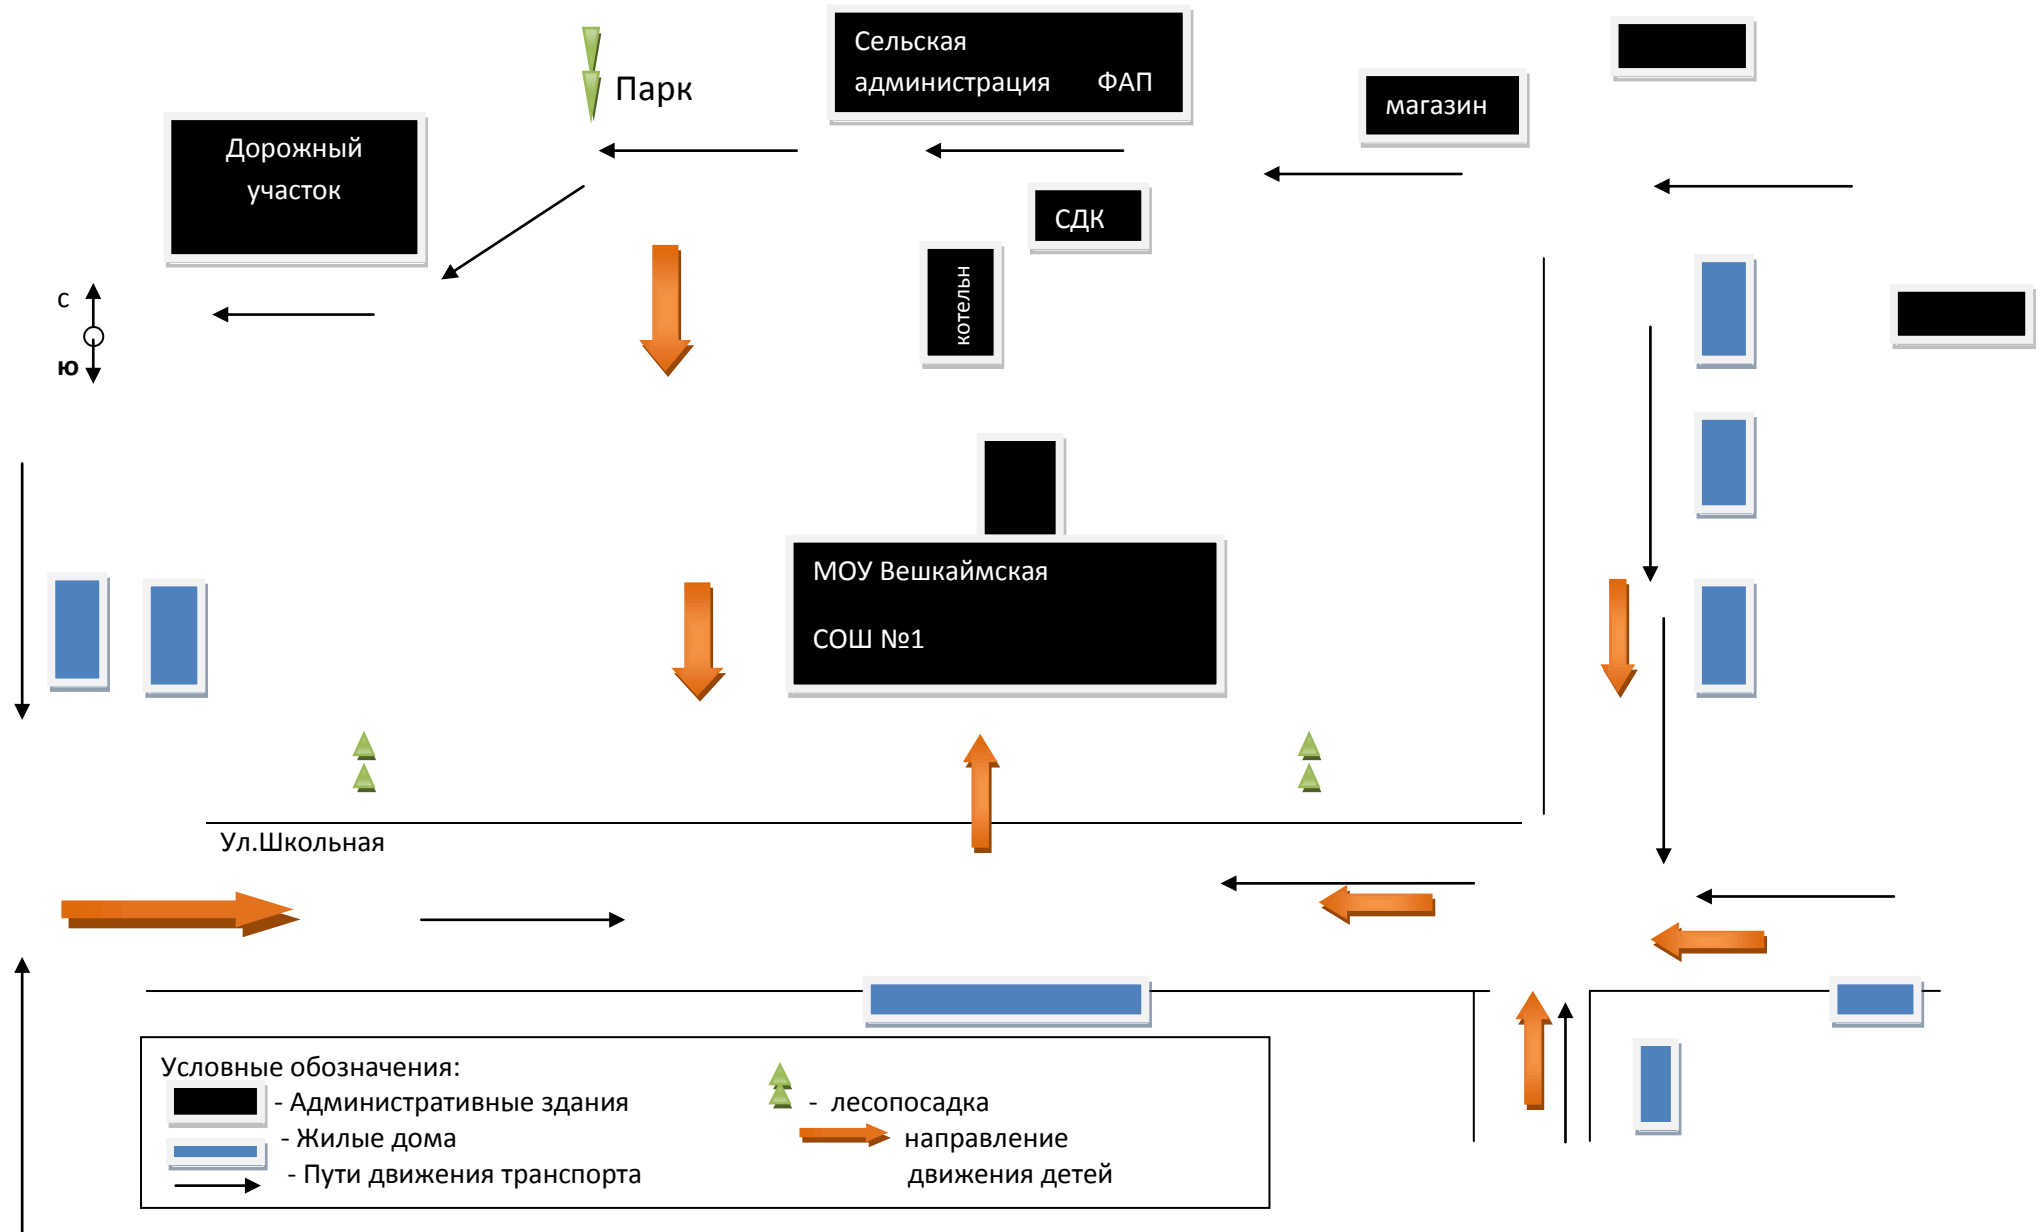 Парк
Сельская
администрация ФАП
магазин
Дорожный
участок
СДК
котельн
с
ю
МОУ Вешкаймская
СОШ №1
Ул.Школьная
Условные обозначения:
- Административные здания
- Жилые дома
- Пути движения транспорта
- лесопосадка
направление
движения детей